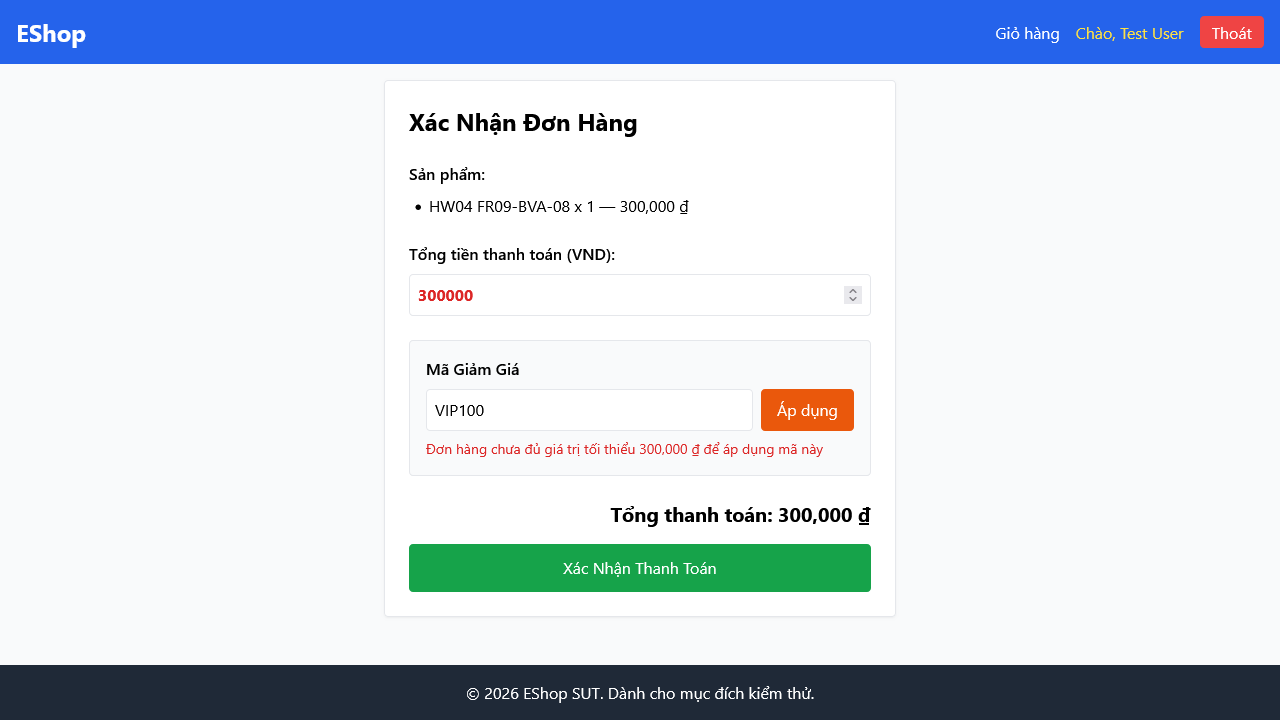 EShop
Giỏ hàng
Chào, Test User
Thoát
Xác Nhận Đơn Hàng
Sản phẩm:
• HW04 FR09-BVA-08 x 1 — 300,000 ₫
Tổng tiền thanh toán (VND):
300000
Mã Giảm Giá
VIP100
Áp dụng
Đơn hàng chưa đủ giá trị tối thiểu 300,000 ₫ để áp dụng mã này
Tổng thanh toán: 300,000 ₫
Xác Nhận Thanh Toán
© 2026 EShop SUT. Dành cho mục đích kiểm thử.